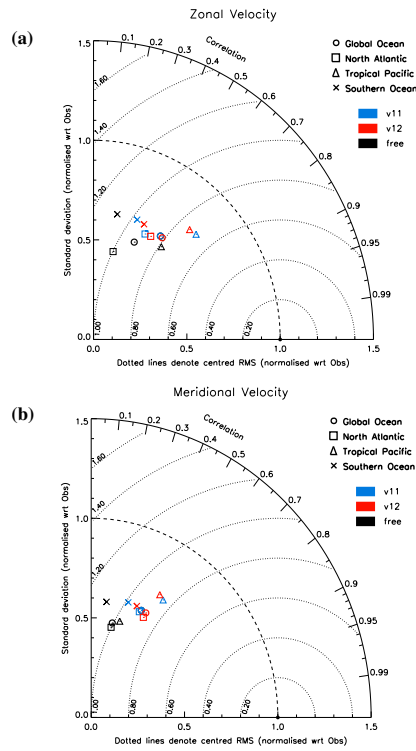 Zonal Velocity
(a)
Global Ocean
North Atlantic
Tropical Pacific
Southern Ocean
v11
v12
free
Correlation
0.1 0.2 0.3 0.4 0.5 0.6 0.7 0.8 0.9 0.95 0.99
Standard deviation (normalised wrt Obs)
1.5
1.0
0.5
0.0
1.60
1.40
1.20
1.00 0.80 0.60 0.40 0.20
0.0 0.5 1.0 1.5
Dotted lines denote centred RMS (normalised wrt Obs)
Meridional Velocity
(b)
Global Ocean
North Atlantic
Tropical Pacific
Southern Ocean
v11
v12
free
Correlation
0.1 0.2 0.3 0.4 0.5 0.6 0.7 0.8 0.9 0.95 0.99
Standard deviation (normalised wrt Obs)
1.5
1.0
0.5
0.0
1.60
1.40
1.20
1.00 0.80 0.60 0.40 0.20
0.0 0.5 1.0 1.5
Dotted lines denote centred RMS (normalised wrt Obs)